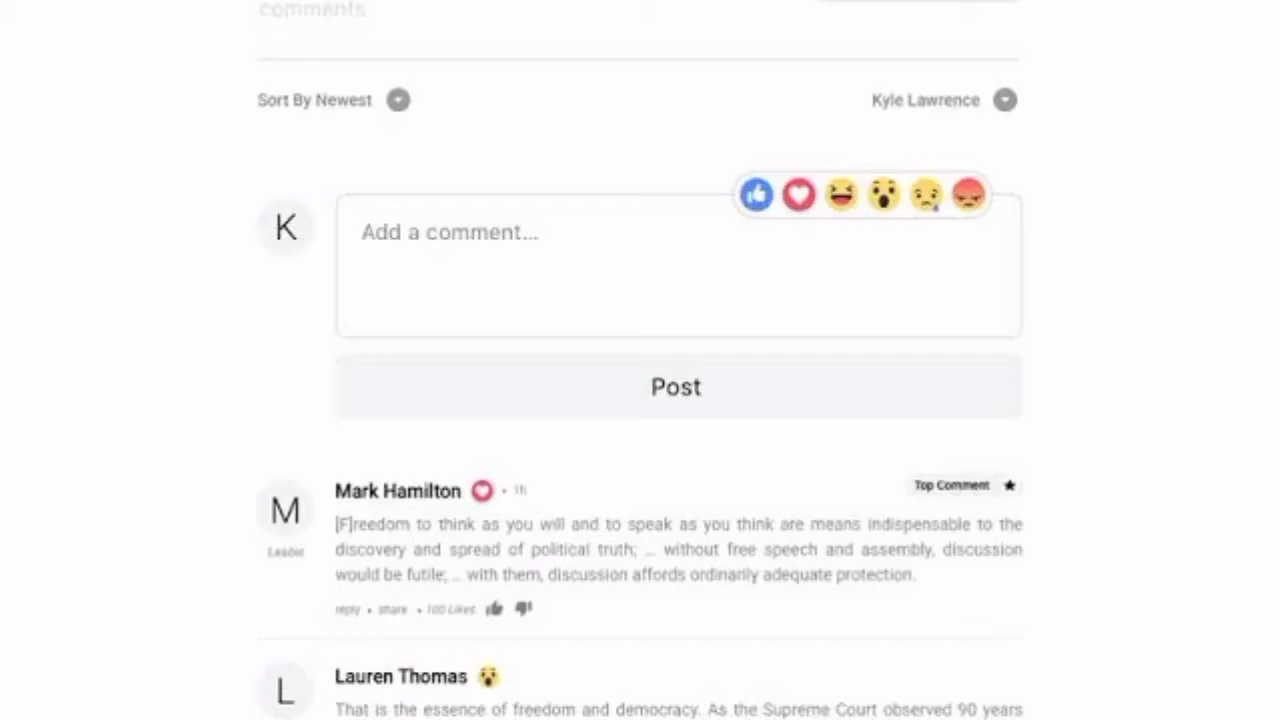 comments
Sort By Newest
Kyle Lawrence
K
Add a comment...
Post
M
Mark Hamilton • 1h
Top Comment
Leader
[F]reedom to think as you will and to speak as you think are means indispensable to the
discovery and spread of political truth; ... without free speech and assembly, discussion
would be futile; ... with them, discussion affords ordinarily adequate protection.
reply • share • 100 Likes
L
Lauren Thomas
That is the essence of freedom and democracy. As the Supreme Court observed 90 years